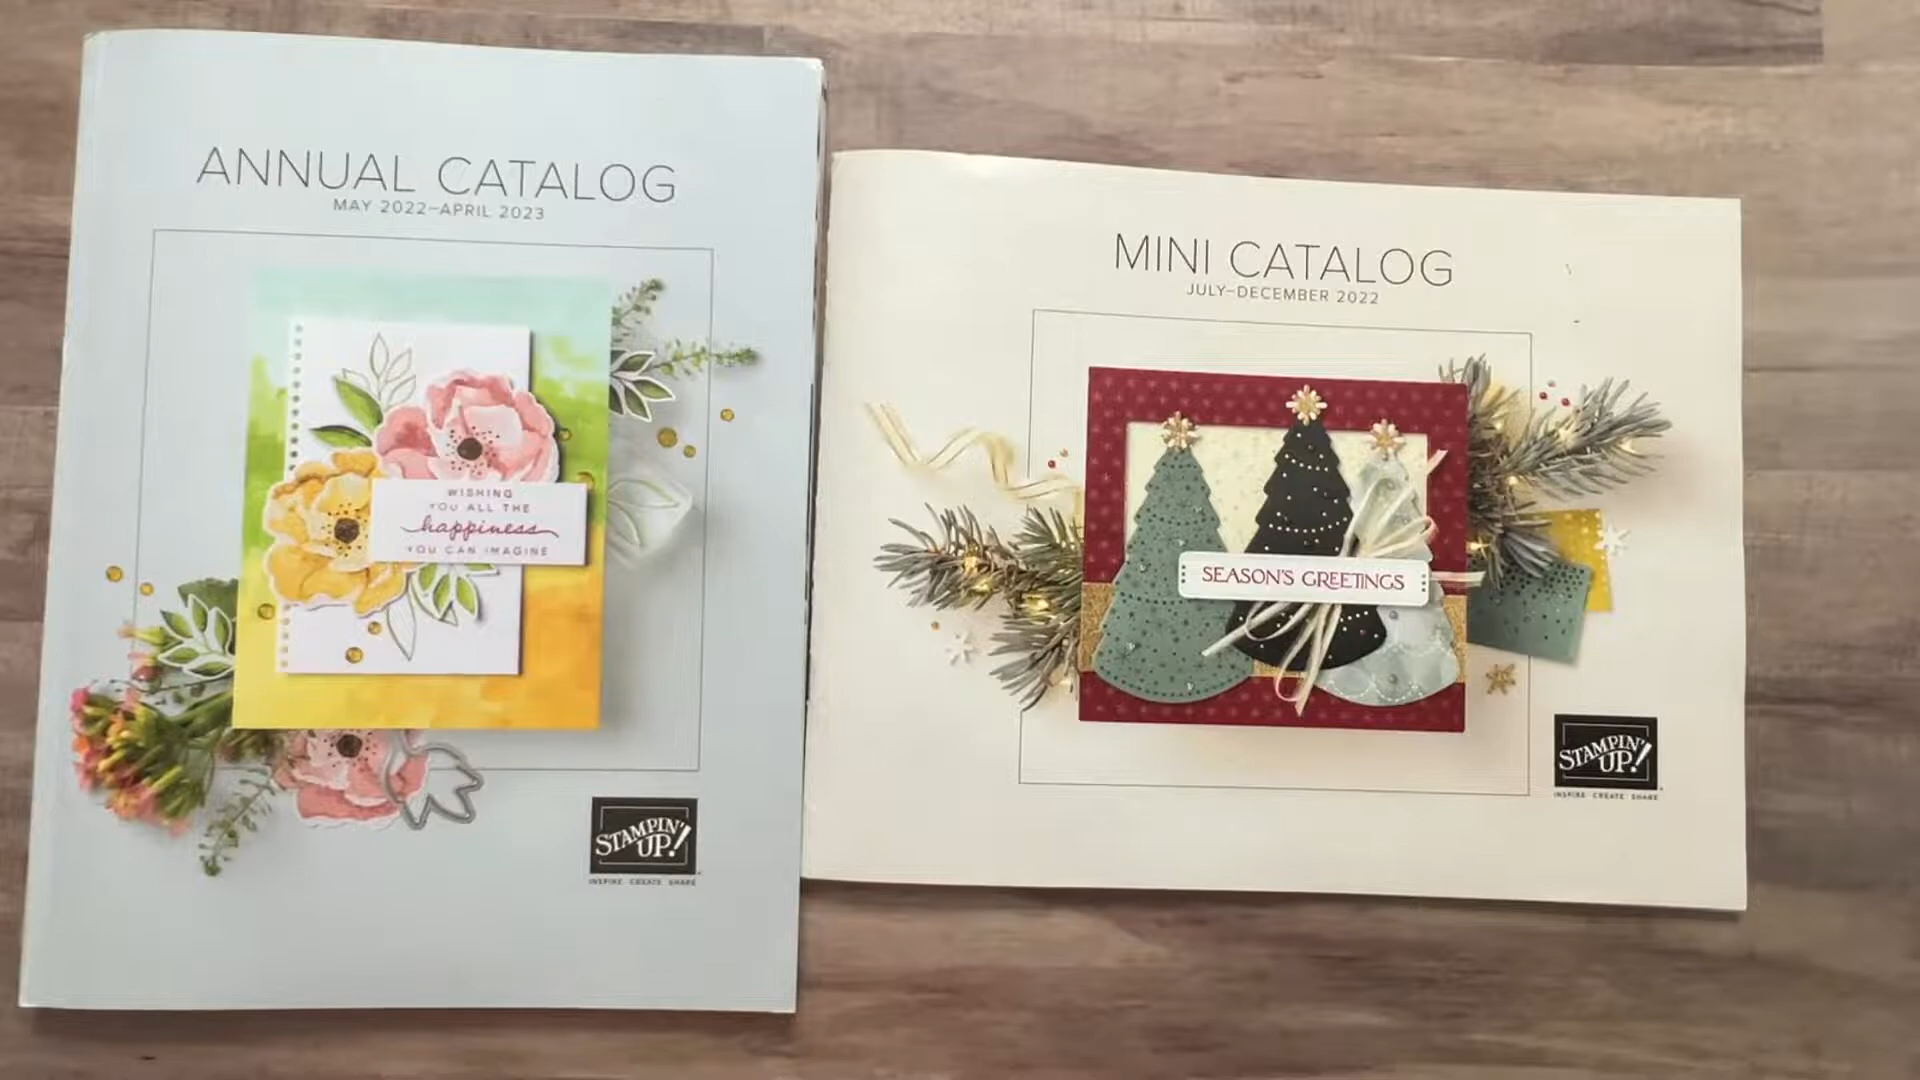 ANNUAL CATALOG
MAY 2022–APRIL 2023
WISHING
YOU ALL THE
happiness
YOU CAN IMAGINE
STAMPIN'
UP!
INSPIRE · CREATE · SHARE
MINI CATALOG
JULY–DECEMBER 2022
SEASON'S GREETINGS
STAMPIN'
UP!
INSPIRE · CREATE · SHARE